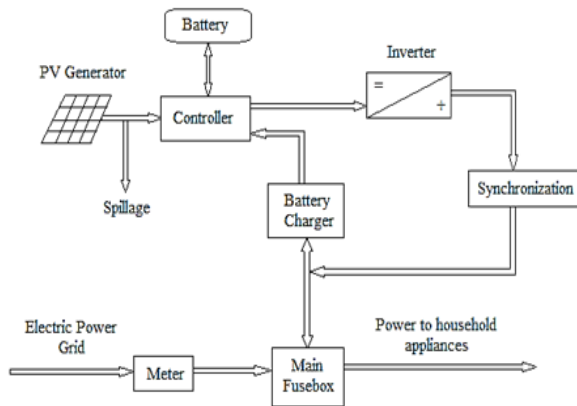 Battery
Inverter
PV Generator
=
÷
Controller
Battery
Charger
Synchronization
Spillage
Electric Power
Grid
Power to household
appliances
Meter
Main
Fusebox